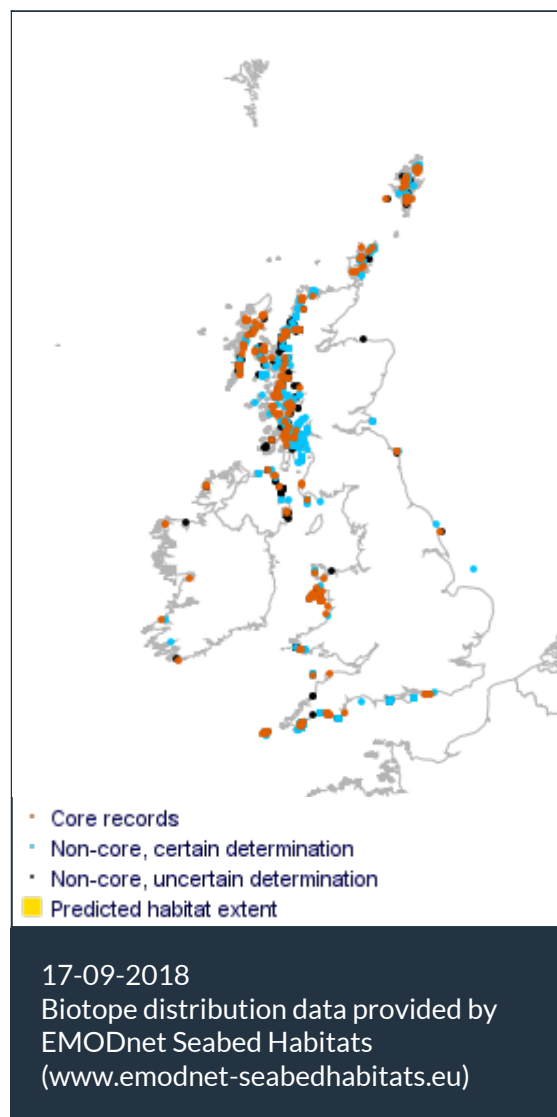 Core records
Non-core, certain determination
Non-core, uncertain determination
Predicted habitat extent
17-09-2018
Biotope distribution data provided by
EMODnet Seabed Habitats
(www.emodnet-seabedhabitats.eu)